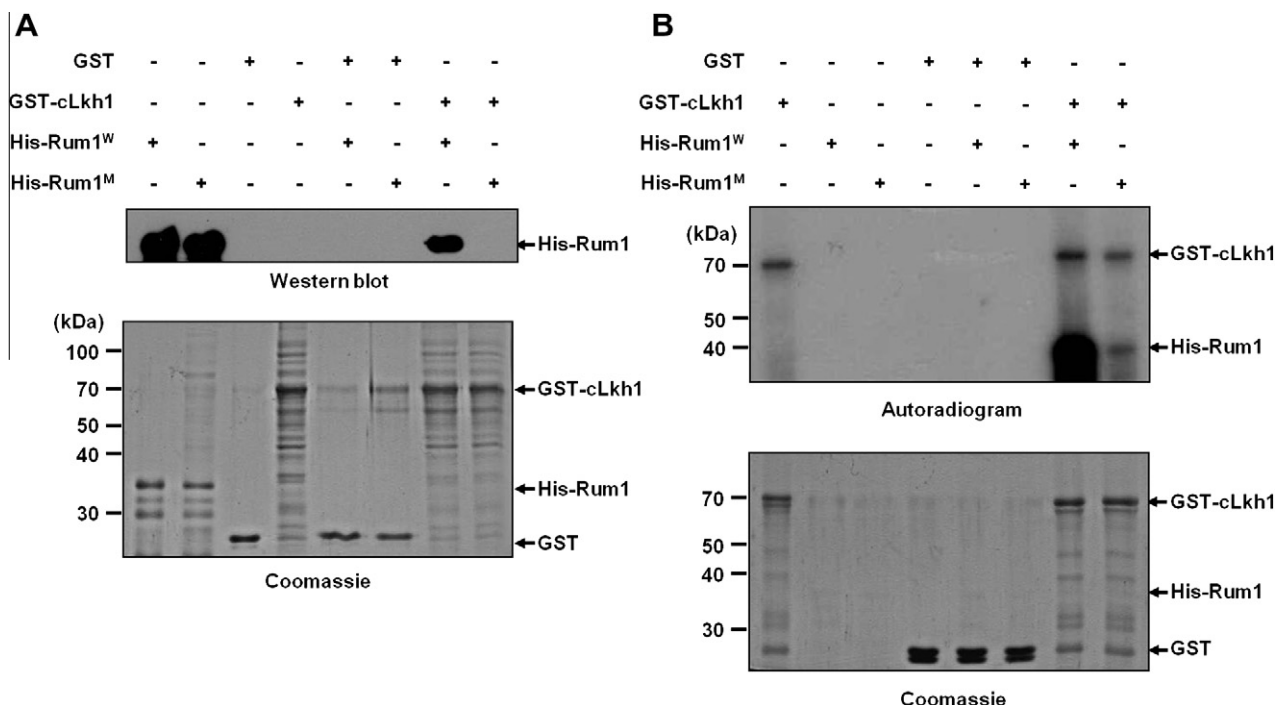 A
GST - - + - + + - -
GST-cLkh1 - - - + - - + +
His-Rum1ᵂ + - - - + - + -
His-Rum1ᴹ - + - - - + - +
His-Rum1
Western blot
(kDa)
100
70
50
40
30
GST-cLkh1
His-Rum1
GST
Coomassie
B
GST - - - + + + - -
GST-cLkh1 + - - - - - + +
His-Rum1ᵂ - + - - + - + -
His-Rum1ᴹ - - + - - + - +
(kDa)
70
50
40
GST-cLkh1
His-Rum1
Autoradiogram
70
50
40
30
GST-cLkh1
His-Rum1
GST
Coomassie